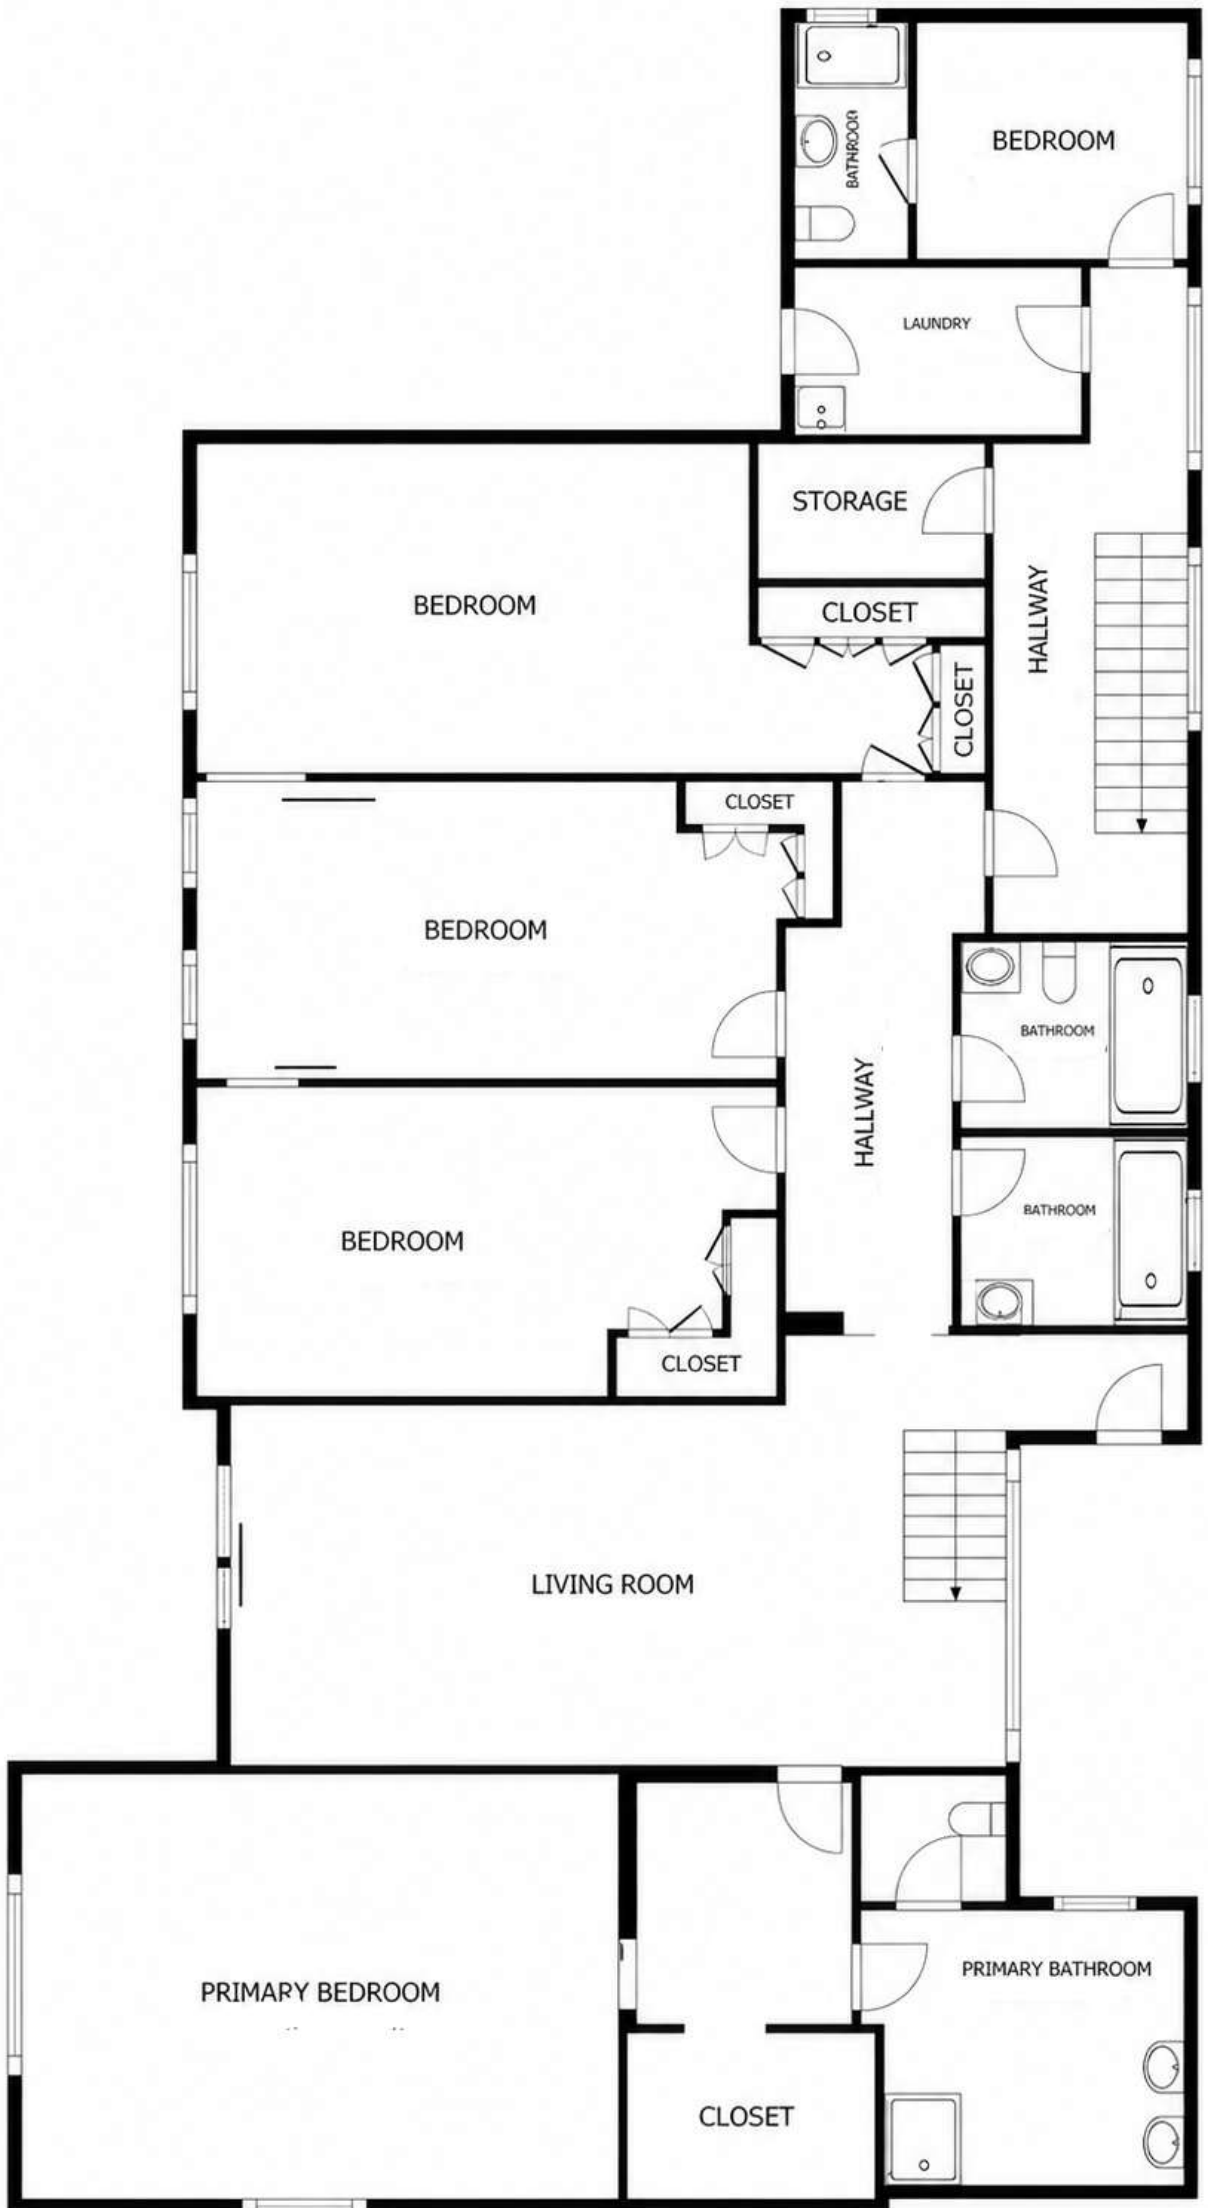 BATHROOM
BEDROOM
LAUNDRY
STORAGE
BEDROOM
CLOSET
HALLWAY
CLOSET
CLOSET
BEDROOM
BATHROOM
HALLWAY
BATHROOM
BEDROOM
CLOSET
LIVING ROOM
PRIMARY BATHROOM
PRIMARY BEDROOM
CLOSET